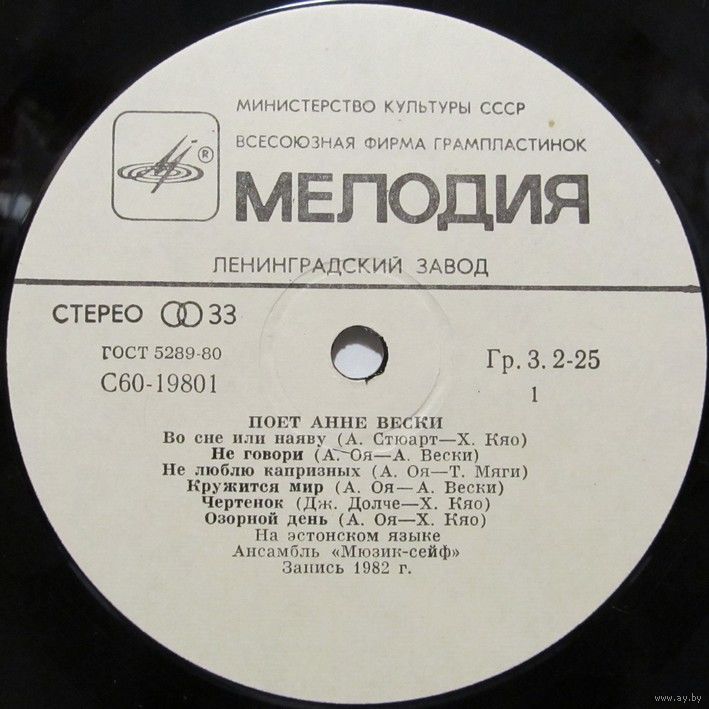 МИНИСТЕРСТВО КУЛЬТУРЫ СССР
ВСЕСОЮЗНАЯ ФИРМА ГРАМПЛАСТИНОК
®
МЕЛОДИЯ
ЛЕНИНГРАДСКИЙ ЗАВОД
СТЕРЕО 33
ГОСТ 5289-80
С60-19801
Гр. 3. 2-25
1
ПОЕТ АННЕ ВЕСКИ
Во сне или наяву (А. Стюарт—Х. Кяо)
Не говори (А. Оя—А. Вески)
Не люблю капризных (А. Оя—Т. Мяги)
Кружится мир (А. Оя—А. Вески)
Чертенок (Дж. Долче—Х. Кяо)
Озорной день (А. Оя—Х. Кяо)
На эстонском языке
Ансамбль «Мюзик-сейф»
Запись 1982 г.
www.ay.by